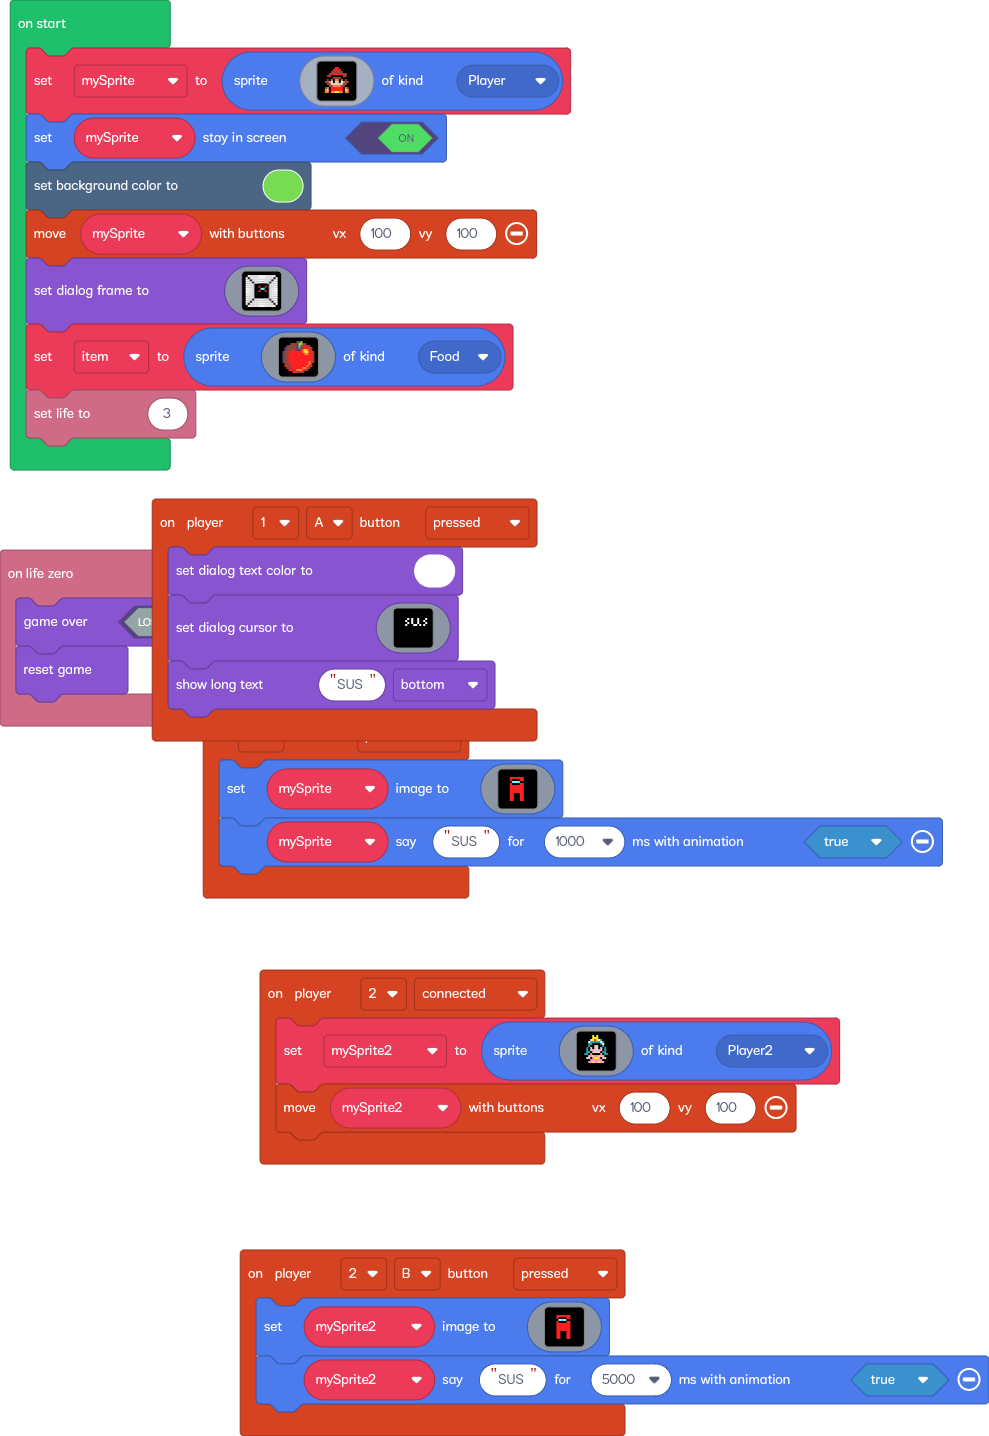 on start
set mySprite to sprite of kind Player
set mySprite stay in screen ON
set background color to
move mySprite with buttons vx 100 vy 100
set dialog frame to
set item to sprite of kind Food
set life to 3
on player 1 A button pressed
set dialog text color to
set dialog cursor to sus
show long text "SUS" bottom
on life zero
game over LO
reset game
set mySprite image to
mySprite say "SUS" for 1000 ms with animation true
on player 2 connected
set mySprite2 to sprite of kind Player2
move mySprite2 with buttons vx 100 vy 100
on player 2 B button pressed
set mySprite2 image to
mySprite2 say "SUS" for 5000 ms with animation true